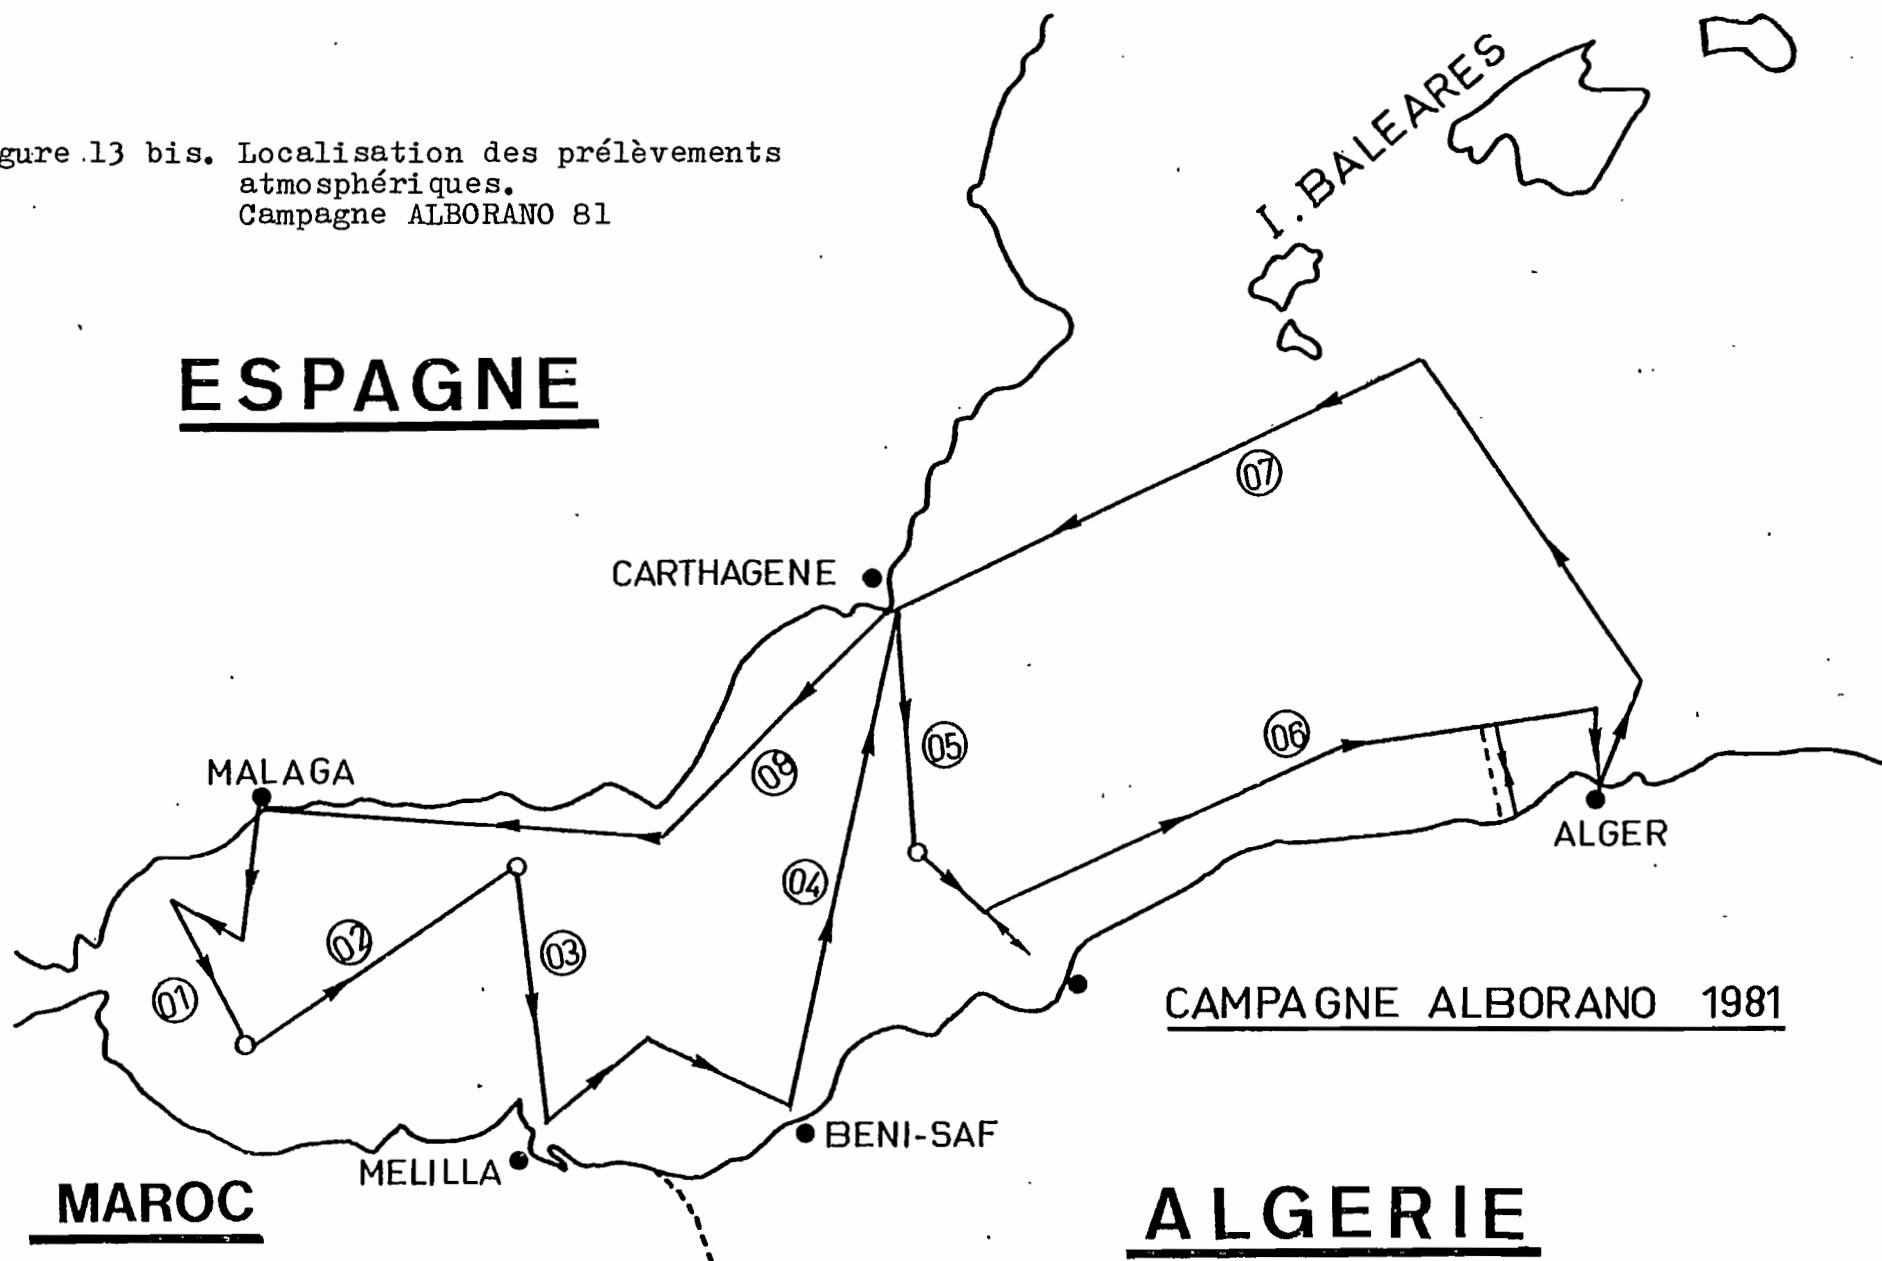 gure.13 bis. Localisation des prélèvements
atmosphériques.
Campagne ALBORANO 81
I. BALEARES
ESPAGNE
07
CARTHAGENE
06
05
08
MALAGA
ALGER
04
02
03
01
CAMPAGNE ALBORANO 1981
BENI-SAF
MELILLA
MAROC
ALGERIE